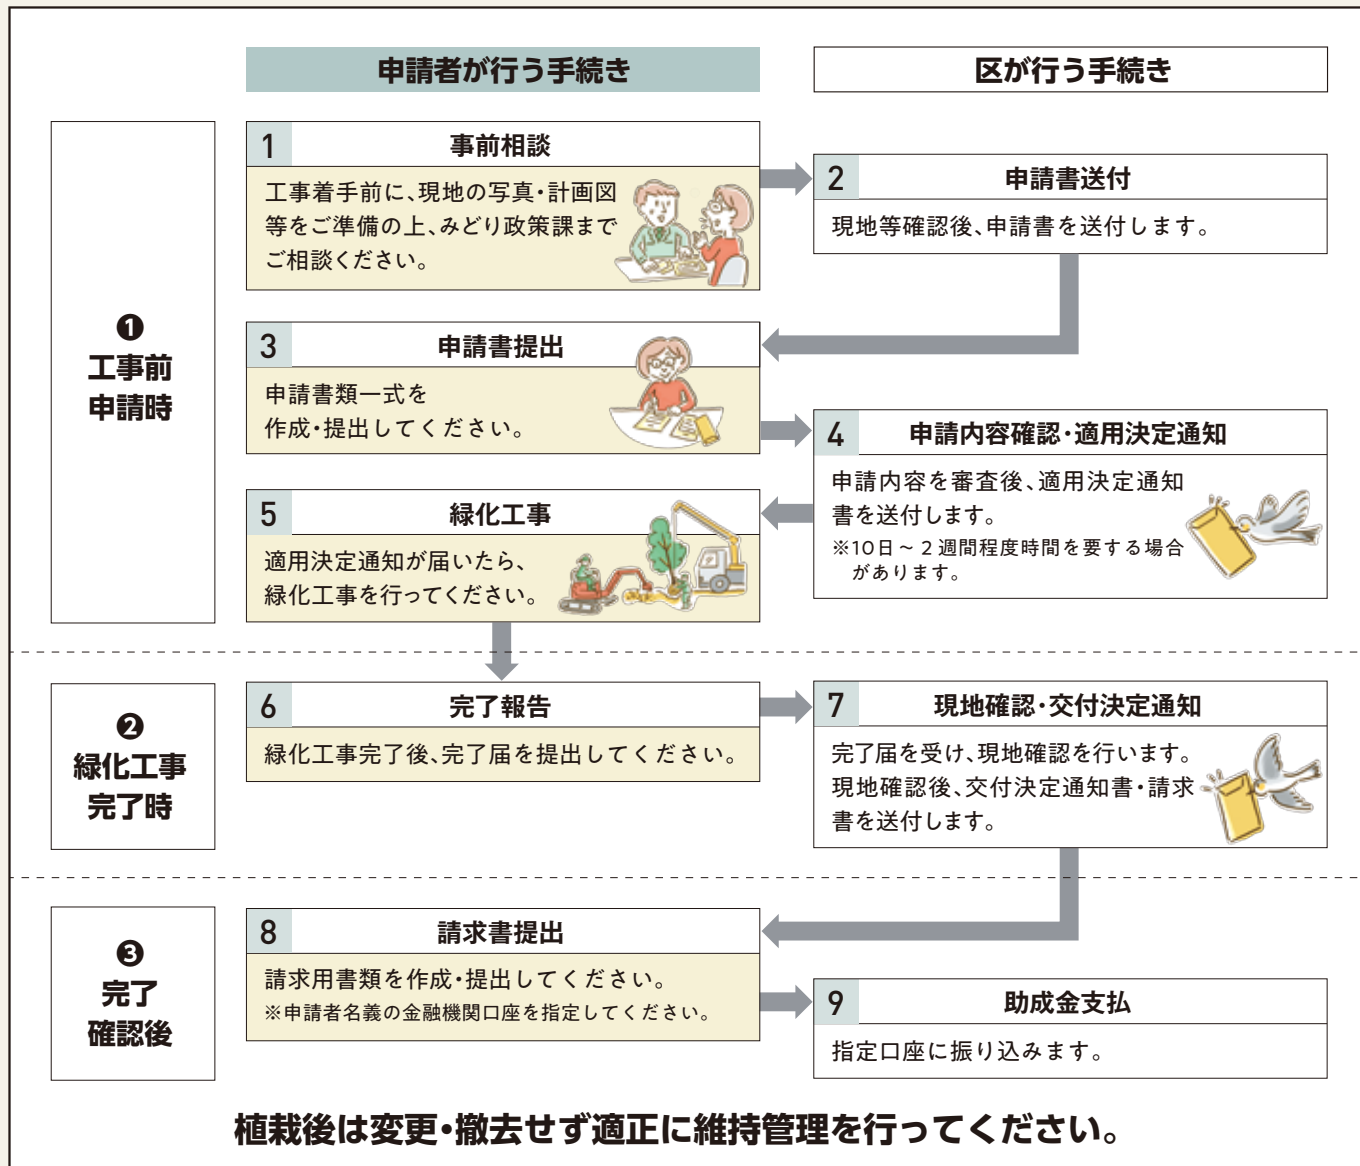 申請者が行う手続き
区が行う手続き
❶
工事前
申請時
1 事前相談
工事着手前に、現地の写真・計画図
等をご準備の上、みどり政策課まで
ご相談ください。
2 申請書送付
現地等確認後、申請書を送付します。
3 申請書提出
申請書類一式を
作成・提出してください。
4 申請内容確認・適用決定通知
申請内容を審査後、適用決定通知
書を送付します。
※10日～2週間程度時間を要する場合
があります。
5 緑化工事
適用決定通知が届いたら、
緑化工事を行ってください。
❷
緑化工事
完了時
6 完了報告
緑化工事完了後、完了届を提出してください。
7 現地確認・交付決定通知
完了届を受け、現地確認を行います。
現地確認後、交付決定通知書・請求
書を送付します。
❸
完了
確認後
8 請求書提出
請求用書類を作成・提出してください。
※申請者名義の金融機関口座を指定してください。
9 助成金支払
指定口座に振り込みます。
植栽後は変更・撤去せず適正に維持管理を行ってください。